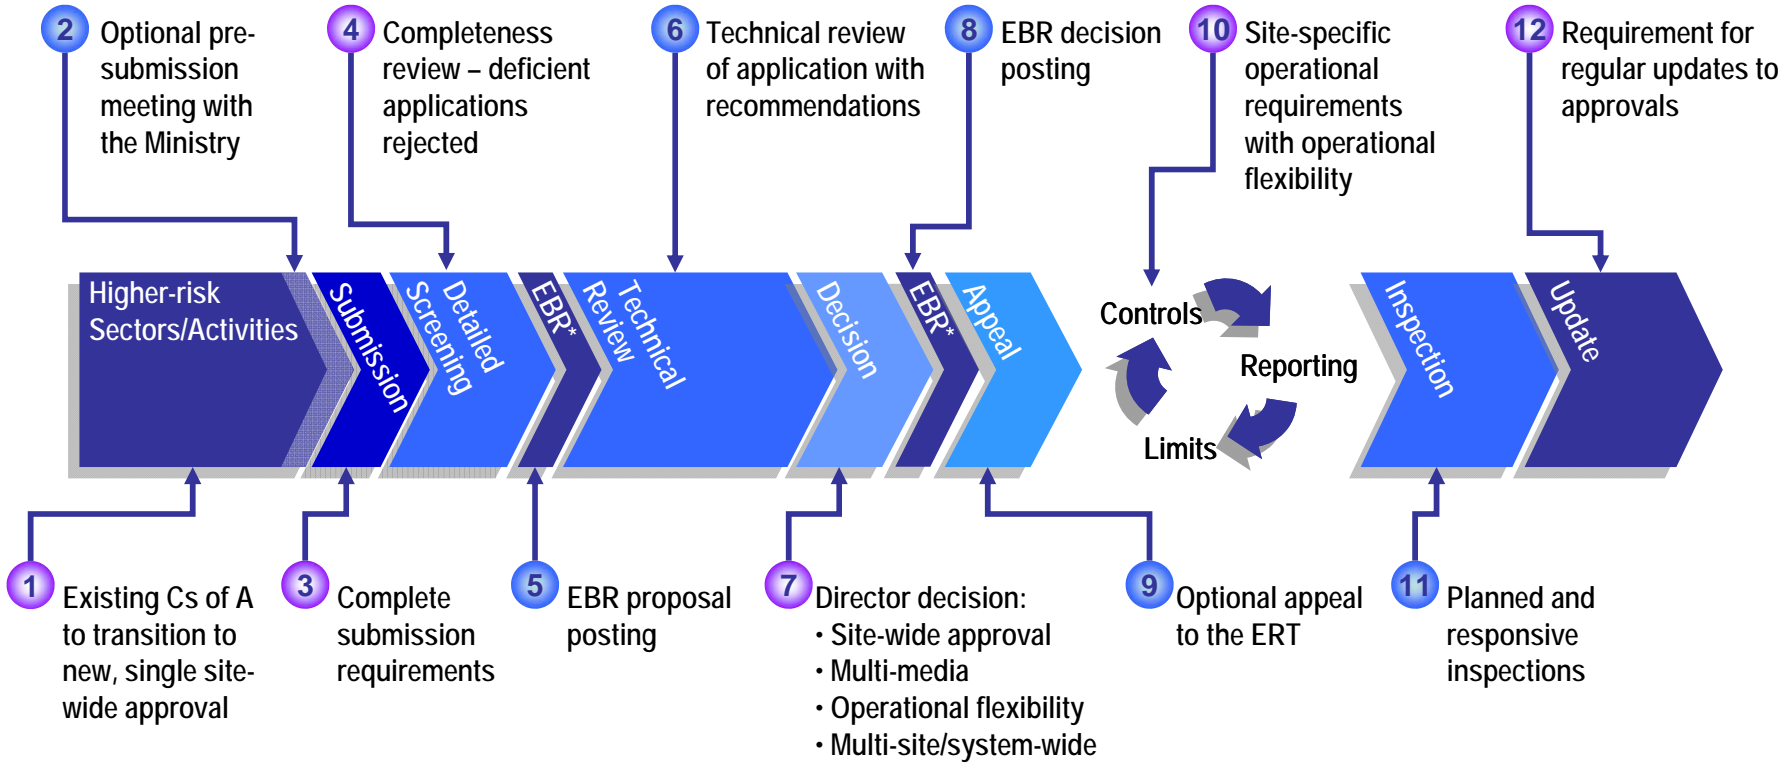 2
Optional pre-
submission
meeting with
the Ministry
4
Completeness
review – deficient
applications
rejected
6
Technical review
of application with
recommendations
8
EBR decision
posting
10
Site-specific
operational
requirements
with operational
flexibility
12
Requirement for
regular updates to
approvals
Higher-risk
Sectors/Activities
Submission
Detailed
Screening
EBR*
Technical
Review
Decision
EBR*
Appeal
Controls
Reporting
Limits
Inspection
Update
1
Existing Cs of A
to transition to
new, single site-
wide approval
3
Complete
submission
requirements
5
EBR proposal
posting
7
Director decision:
• Site-wide approval
• Multi-media
• Operational flexibility
• Multi-site/system-wide
9
Optional appeal
to the ERT
11
Planned and
responsive
inspections